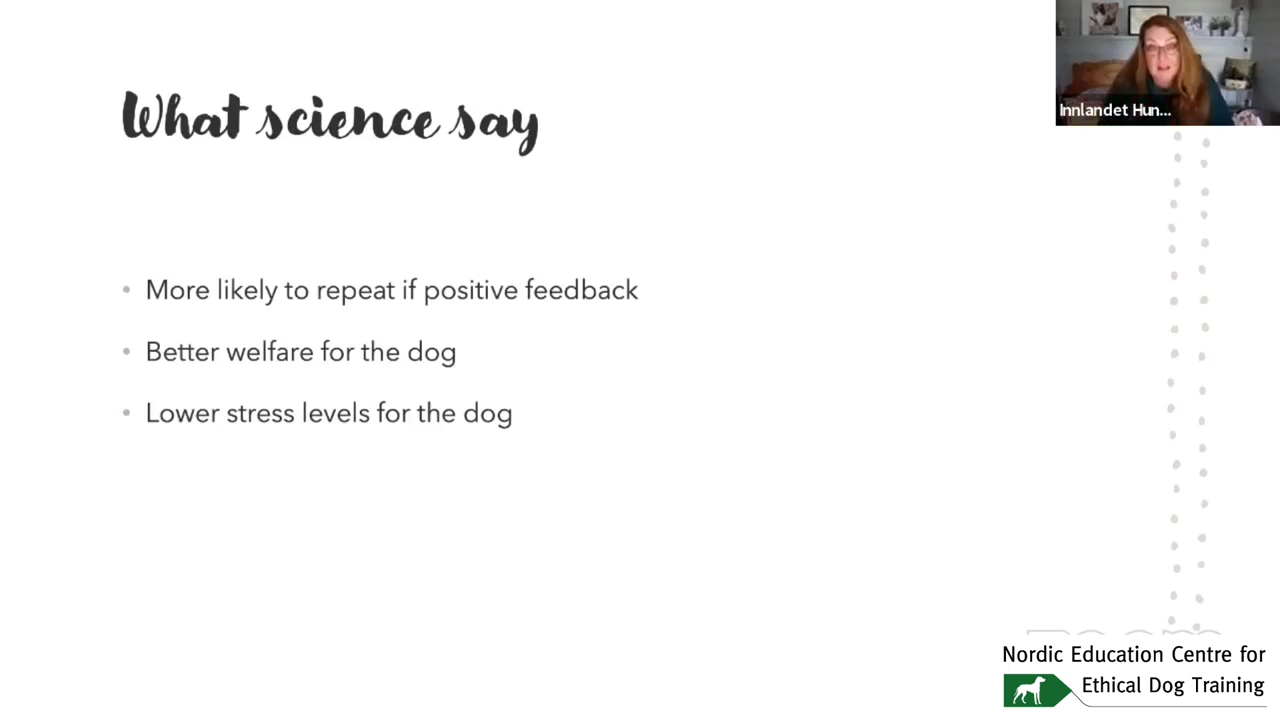 What science say
Innlandet Hun...
• More likely to repeat if positive feedback
• Better welfare for the dog
• Lower stress levels for the dog
Nordic Education Centre for
Ethical Dog Training